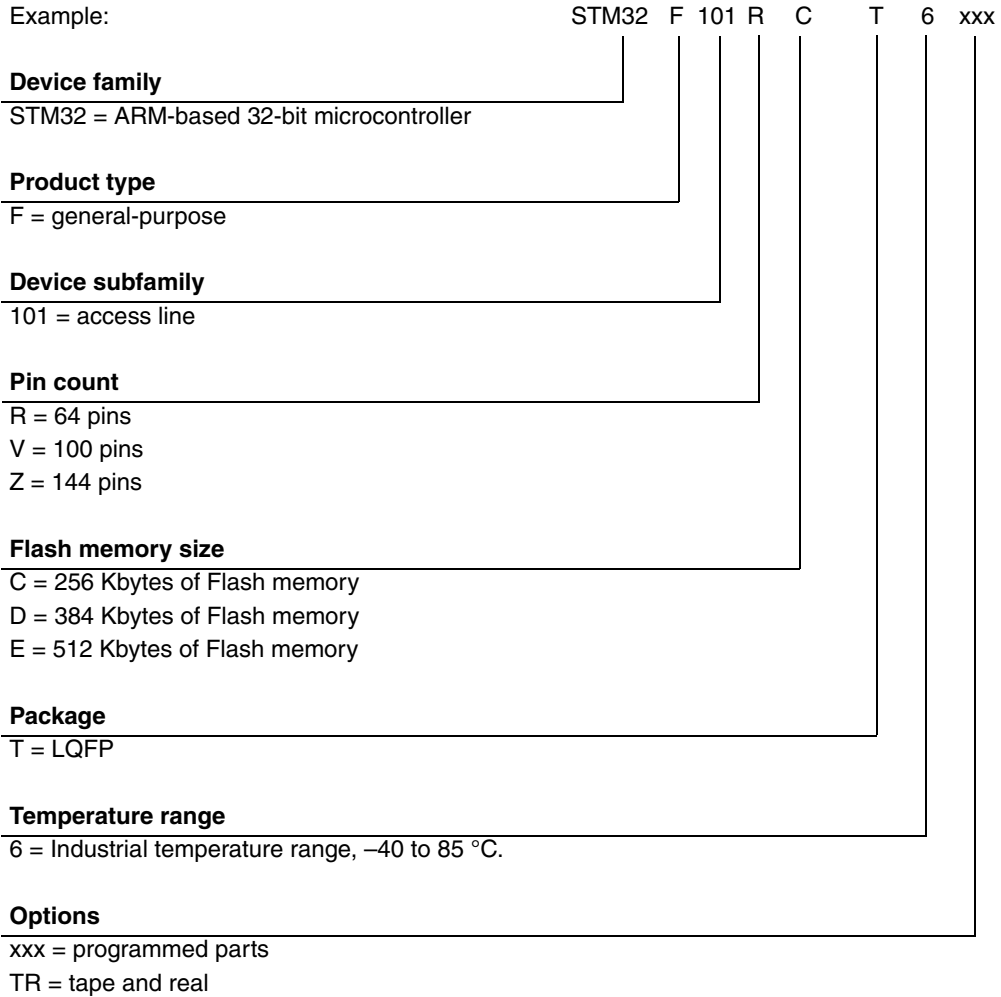 Example: STM32 F 101 R C T 6 xxx
Device family
STM32 = ARM-based 32-bit microcontroller
Product type
F = general-purpose
Device subfamily
101 = access line
Pin count
R = 64 pins
V = 100 pins
Z = 144 pins
Flash memory size
C = 256 Kbytes of Flash memory
D = 384 Kbytes of Flash memory
E = 512 Kbytes of Flash memory
Package
T = LQFP
Temperature range
6 = Industrial temperature range, –40 to 85 °C.
Options
xxx = programmed parts
TR = tape and real